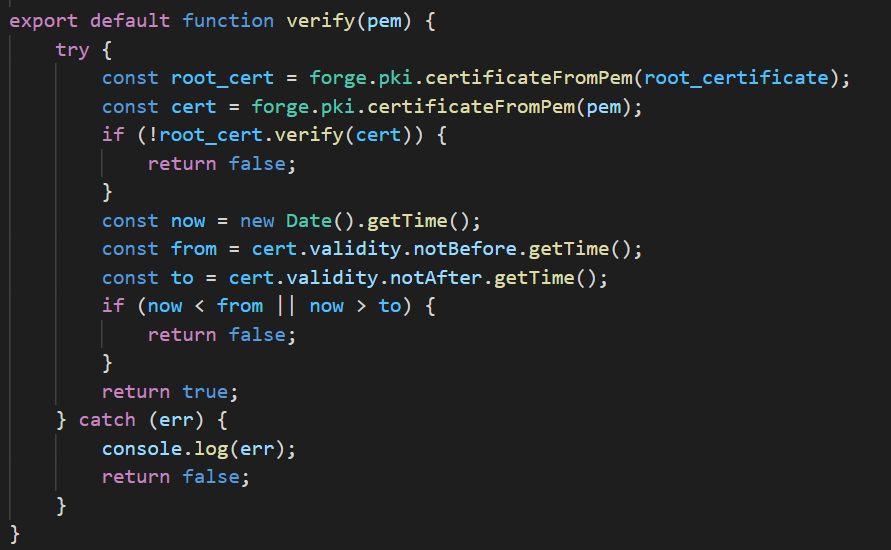 export default function verify(pem) {
    try {
        const root_cert = forge.pki.certificateFromPem(root_certificate);
        const cert = forge.pki.certificateFromPem(pem);
        if (!root_cert.verify(cert)) {
            return false;
        }
        const now = new Date().getTime();
        const from = cert.validity.notBefore.getTime();
        const to = cert.validity.notAfter.getTime();
        if (now < from || now > to) {
            return false;
        }
        return true;
    } catch (err) {
        console.log(err);
        return false;
    }
}